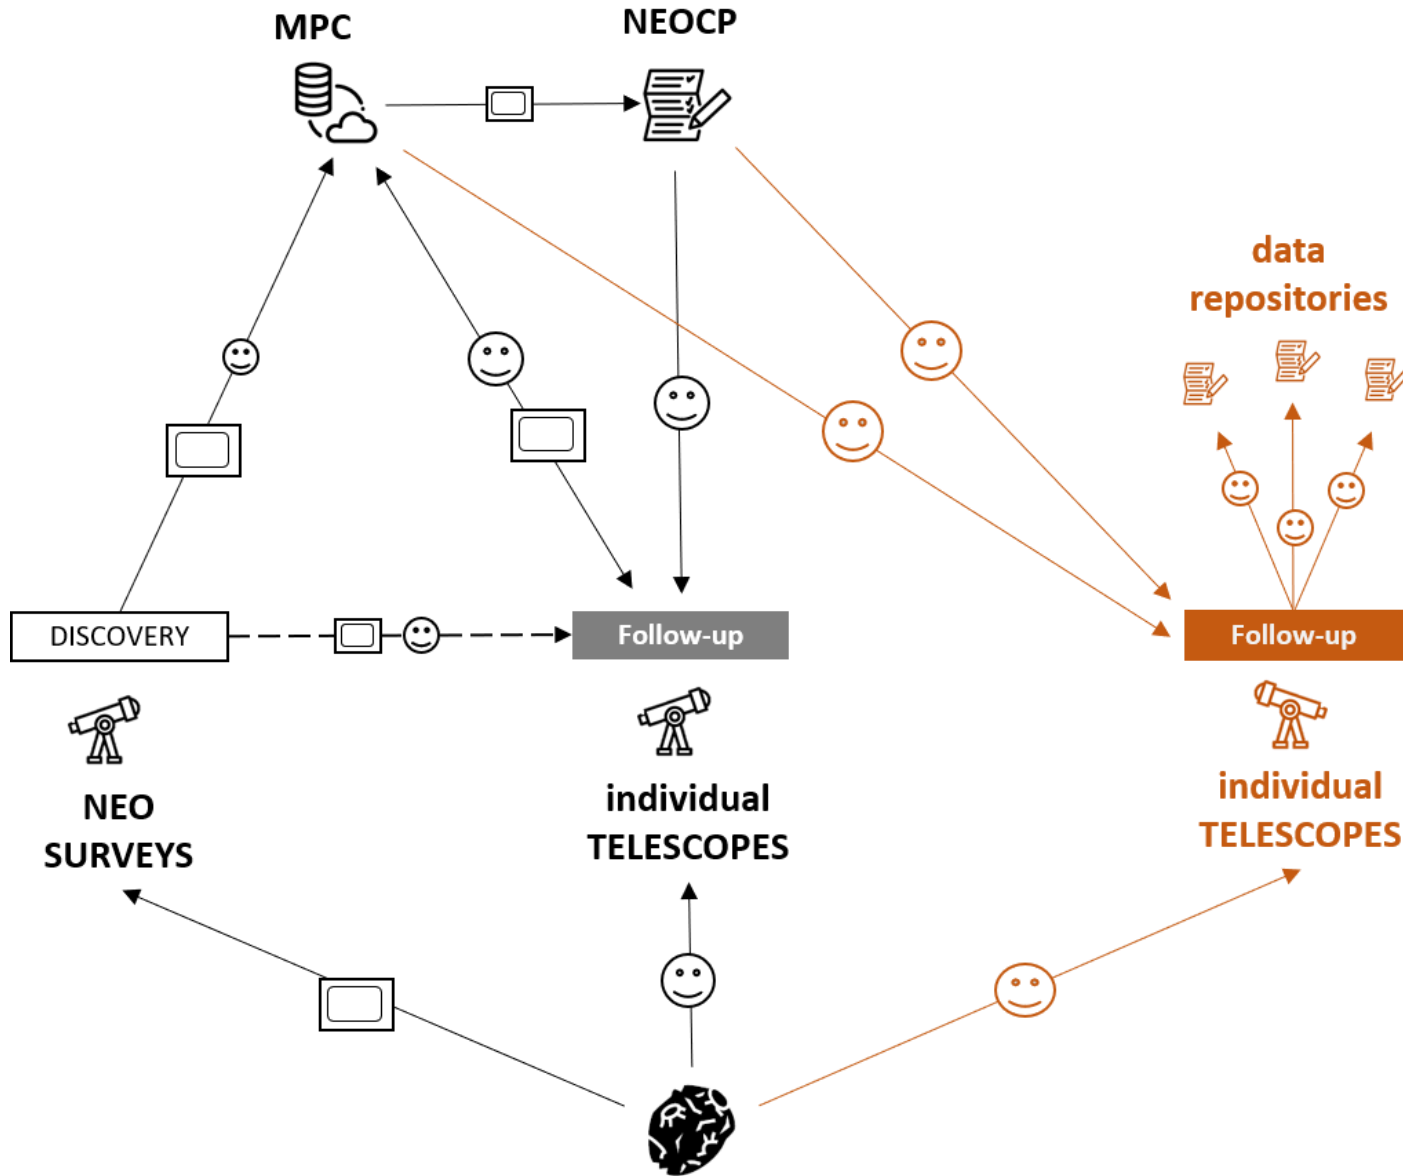 MPC
NEOCP
data
repositories
DISCOVERY
Follow-up
Follow-up
NEO
SURVEYS
individual
TELESCOPES
individual
TELESCOPES